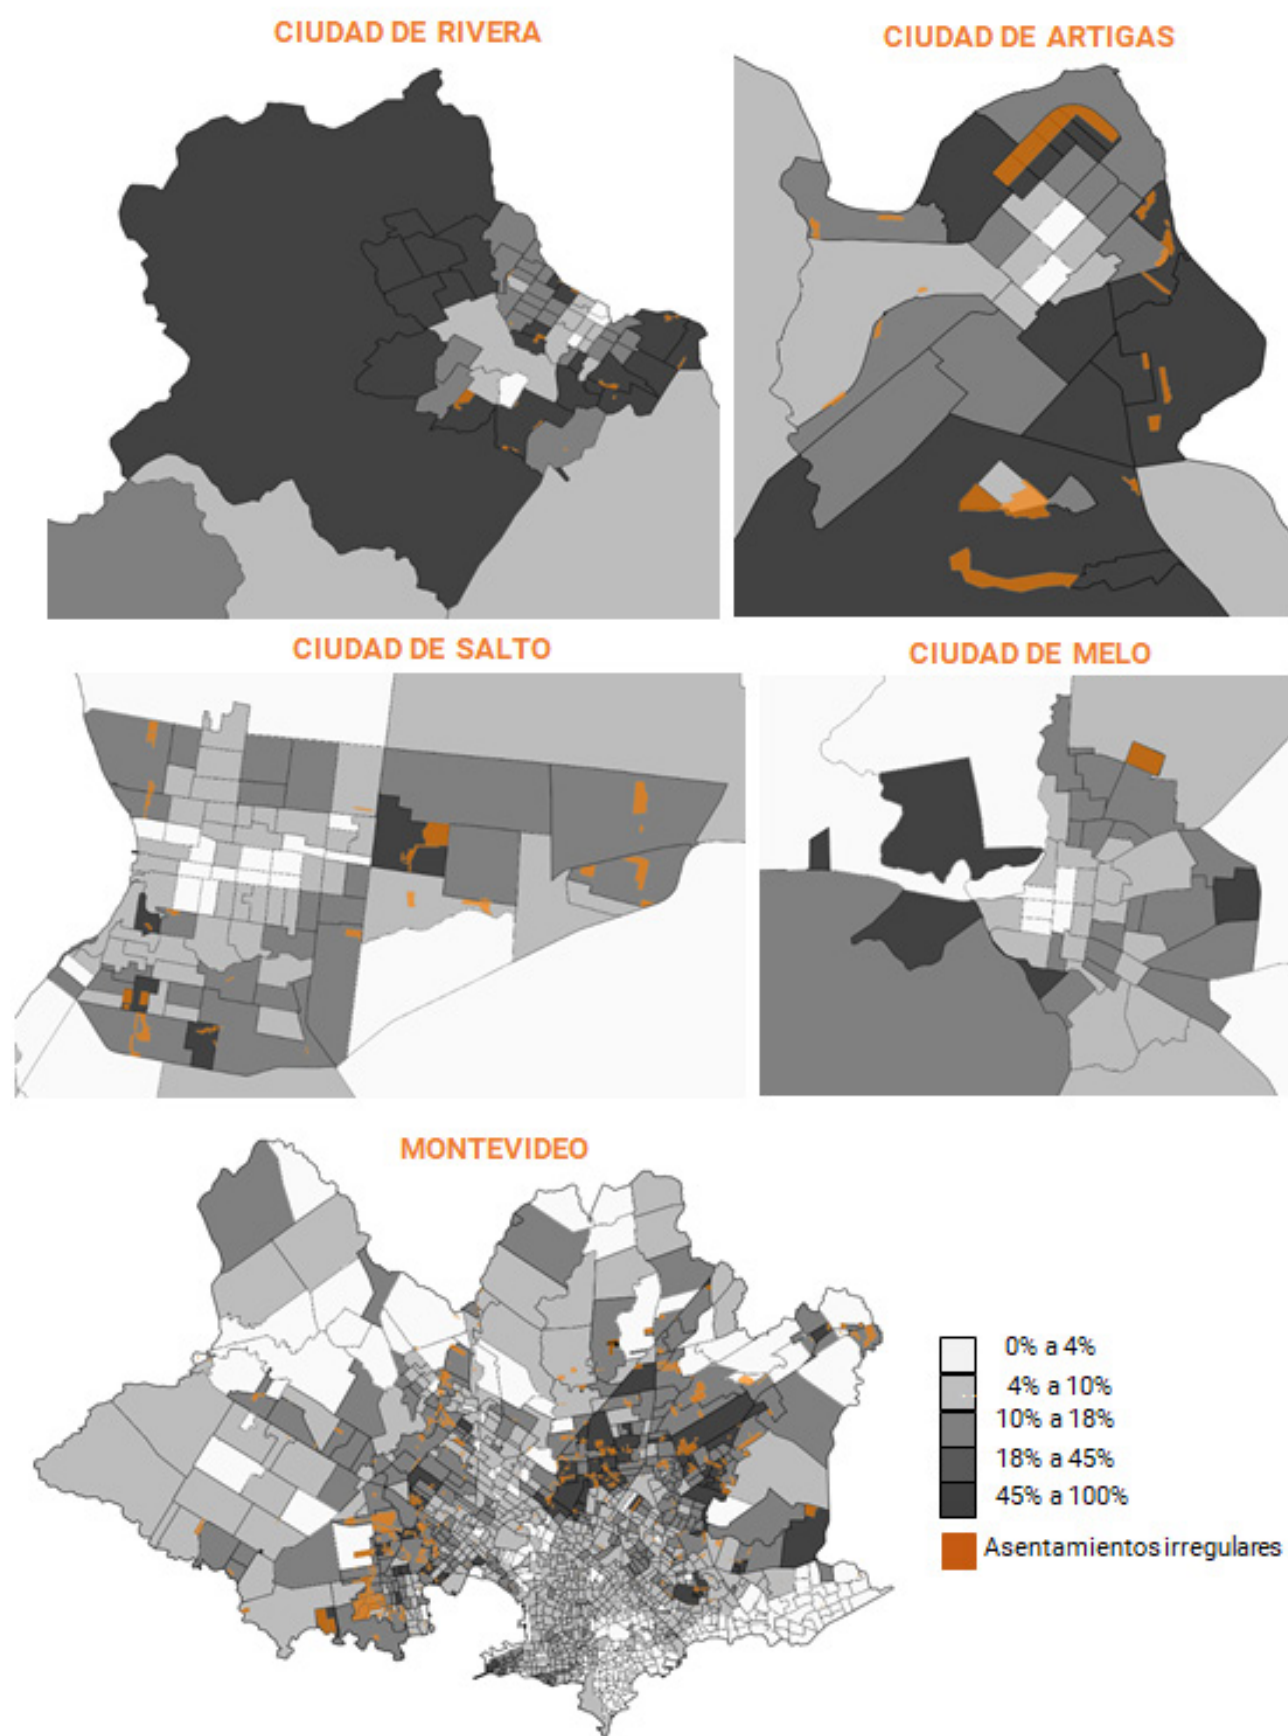 CIUDAD DE RIVERA
CIUDAD DE ARTIGAS
CIUDAD DE SALTO
CIUDAD DE MELO
MONTEVIDEO
0% a 4%
4% a 10%
10% a 18%
18% a 45%
45% a 100%
Asentamientos irregulares